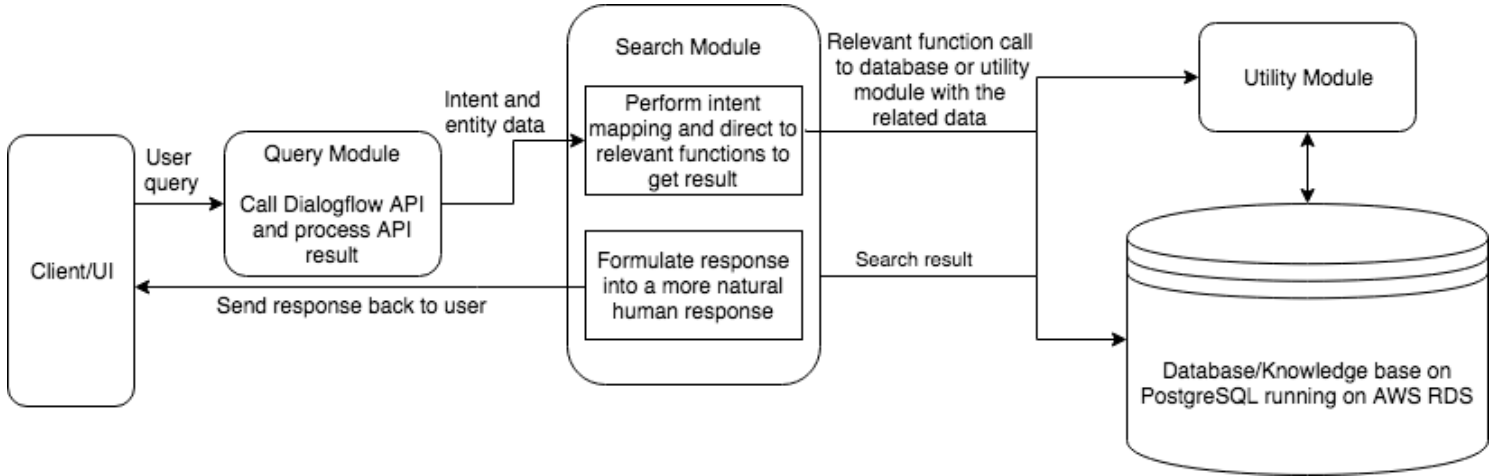 Client/UI
User
query
Query Module
Call Dialogflow API
and process API
result
Intent and
entity data
Search Module
Perform intent
mapping and direct to
relevant functions to
get result
Formulate response
into a more natural
human response
Send response back to user
Relevant function call
to database or utility
module with the
related data
Search result
Utility Module
Database/Knowledge base on
PostgreSQL running on AWS RDS